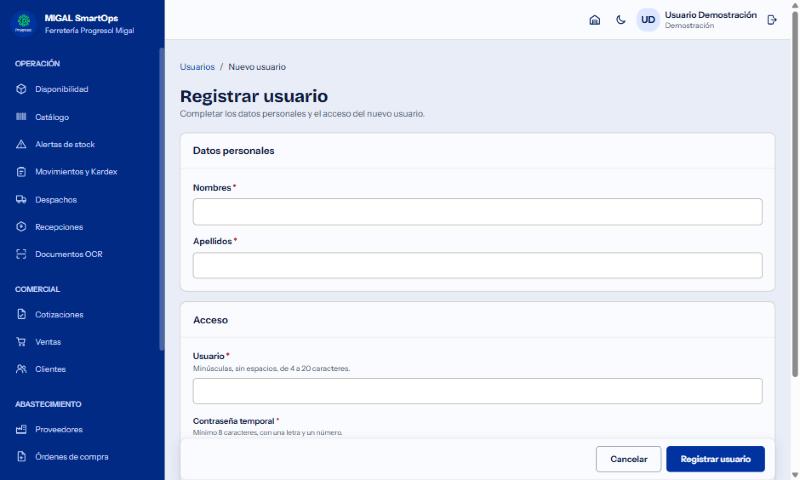 MIGAL SmartOps
Ferretería Progresol Migal
OPERACIÓN
Disponibilidad
Catálogo
Alertas de stock
Movimientos y Kardex
Despachos
Recepciones
Documentos OCR
COMERCIAL
Cotizaciones
Ventas
Clientes
ABASTECIMIENTO
Proveedores
Órdenes de compra
UD
Usuario Demostración
Demostración
Usuarios / Nuevo usuario
Registrar usuario
Completar los datos personales y el acceso del nuevo usuario.
Datos personales
Nombres *
Apellidos *
Acceso
Usuario *
Minúsculas, sin espacios, de 4 a 20 caracteres.
Contraseña temporal *
Mínimo 8 caracteres, con una letra y un número.
Cancelar
Registrar usuario